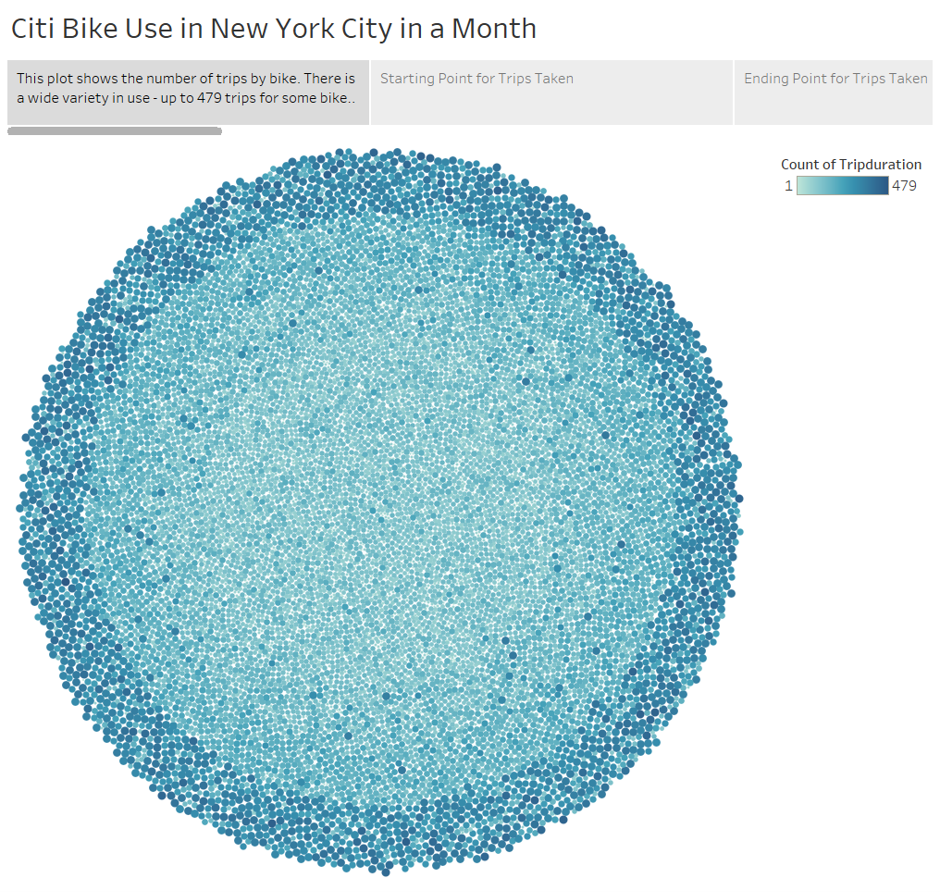 Citi Bike Use in New York City in a Month
This plot shows the number of trips by bike. There is
a wide variety in use - up to 479 trips for some bike..
Starting Point for Trips Taken
Ending Point for Trips Taken
Count of Tripduration
1 479